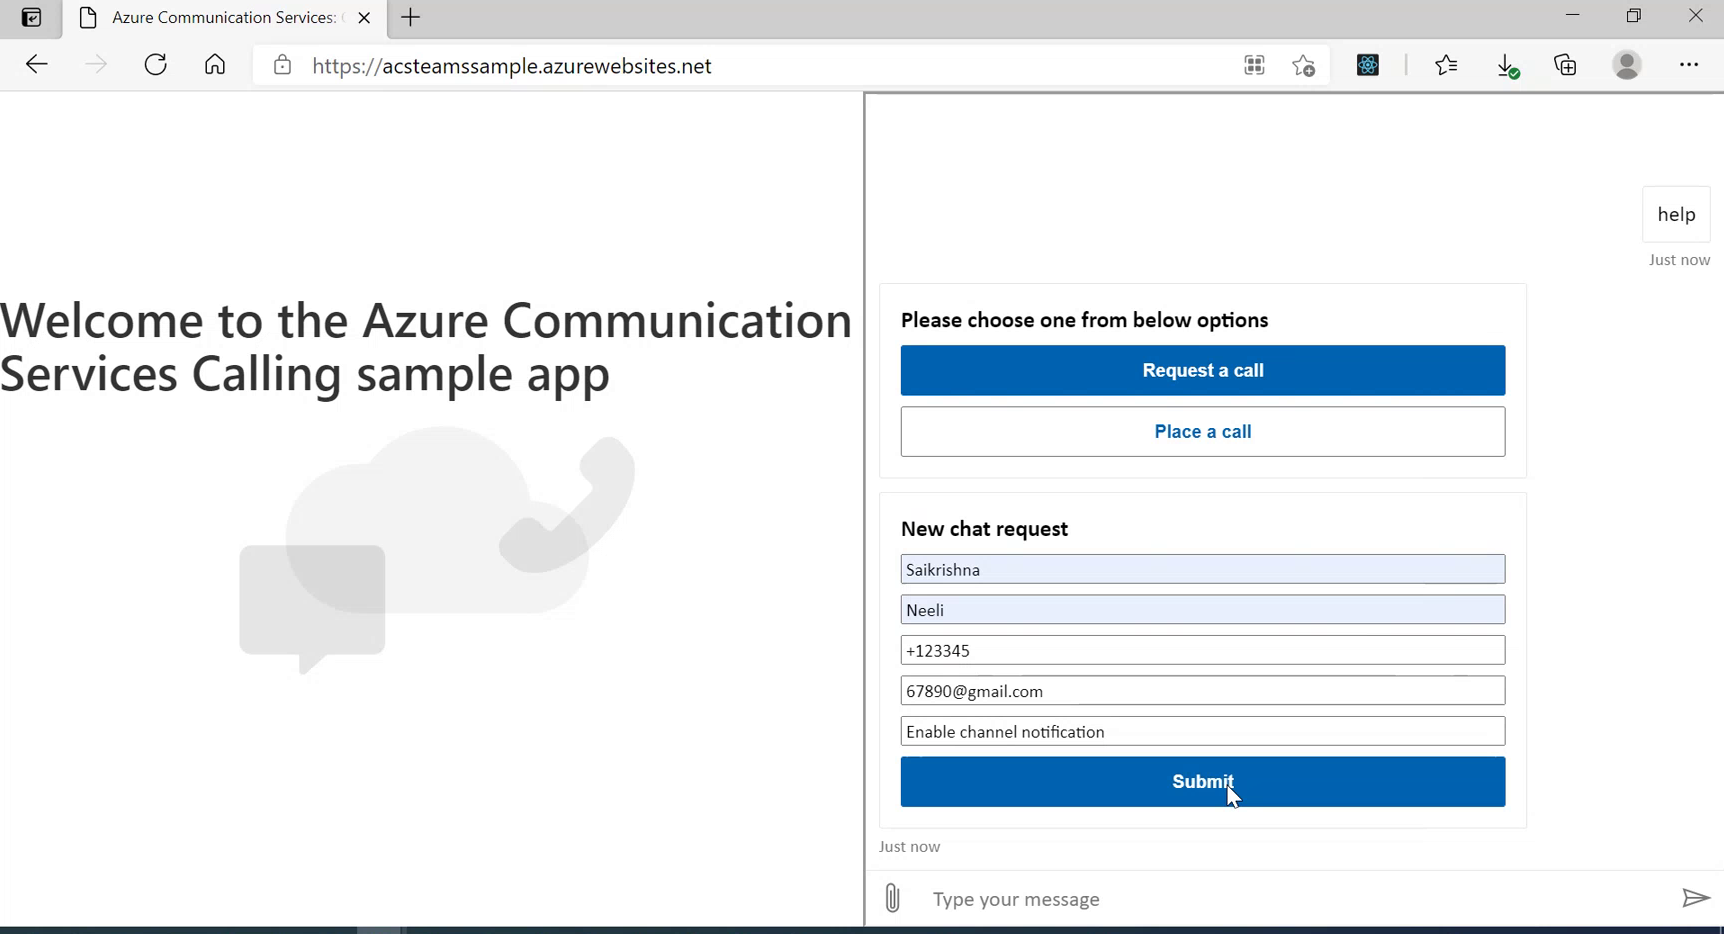 Azure Communication Services:
https://acsteamssample.azurewebsites.net
Welcome to the Azure Communication
Services Calling sample app
help
Just now
Please choose one from below options
Request a call
Place a call
New chat request
Saikrishna
Neeli
+123345
67890@gmail.com
Enable channel notification
Submit
Just now
Type your message